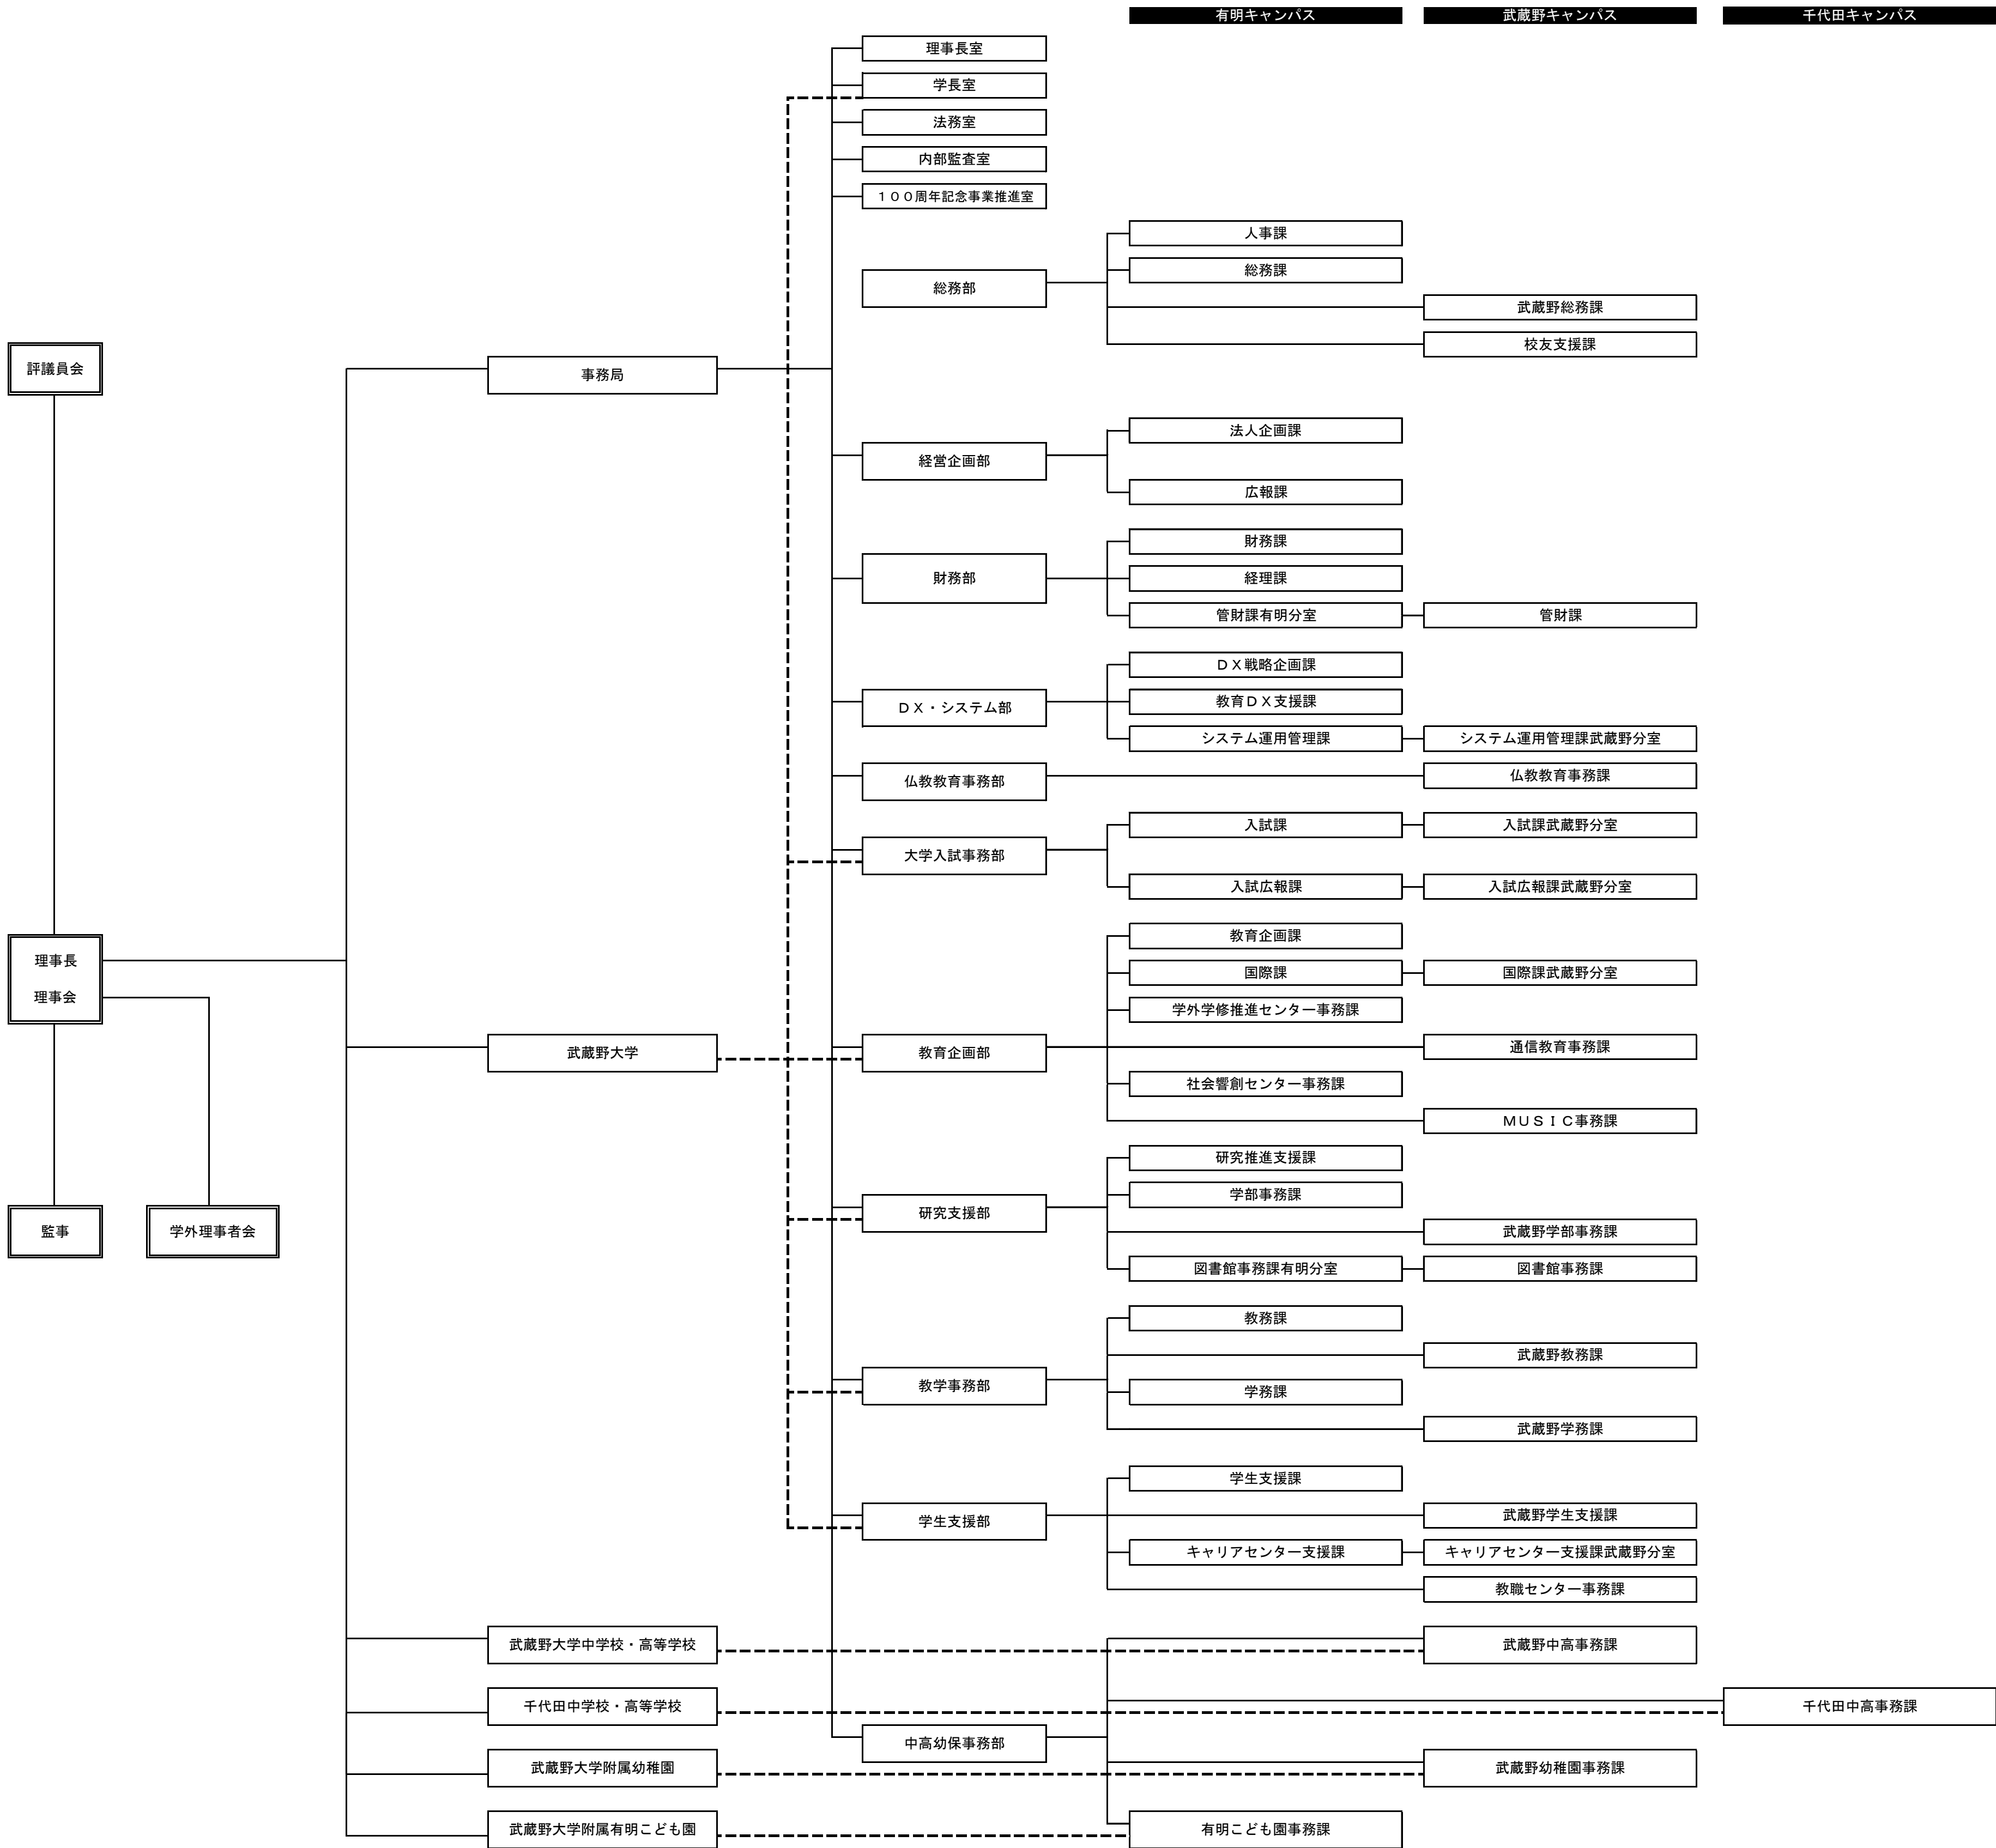 有明キャンパス
武蔵野キャンパス
千代田キャンパス
理事長室
学長室
法務室
内部監査室
１００周年記念事業推進室
人事課
総務課
総務部
武蔵野総務課
校友支援課
評議員会
事務局
法人企画課
経営企画部
広報課
財務課
財務部
経理課
管財課有明分室
管財課
ＤＸ戦略企画課
ＤＸ・システム部
教育ＤＸ支援課
システム運用管理課
システム運用管理課武蔵野分室
仏教教育事務部
仏教教育事務課
入試課
入試課武蔵野分室
大学入試事務部
入試広報課
入試広報課武蔵野分室
教育企画課
理事長
理事会
国際課
国際課武蔵野分室
学外学修推進センター事務課
武蔵野大学
教育企画部
通信教育事務課
社会響創センター事務課
ＭＵＳＩＣ事務課
研究推進支援課
学部事務課
研究支援部
監事
学外理事者会
武蔵野学部事務課
図書館事務課有明分室
図書館事務課
教務課
武蔵野教務課
教学事務部
学務課
武蔵野学務課
学生支援課
学生支援部
武蔵野学生支援課
キャリアセンター支援課
キャリアセンター支援課武蔵野分室
教職センター事務課
武蔵野大学中学校・高等学校
武蔵野中高事務課
千代田中学校・高等学校
千代田中高事務課
中高幼保事務部
武蔵野大学附属幼稚園
武蔵野幼稚園事務課
武蔵野大学附属有明こども園
有明こども園事務課